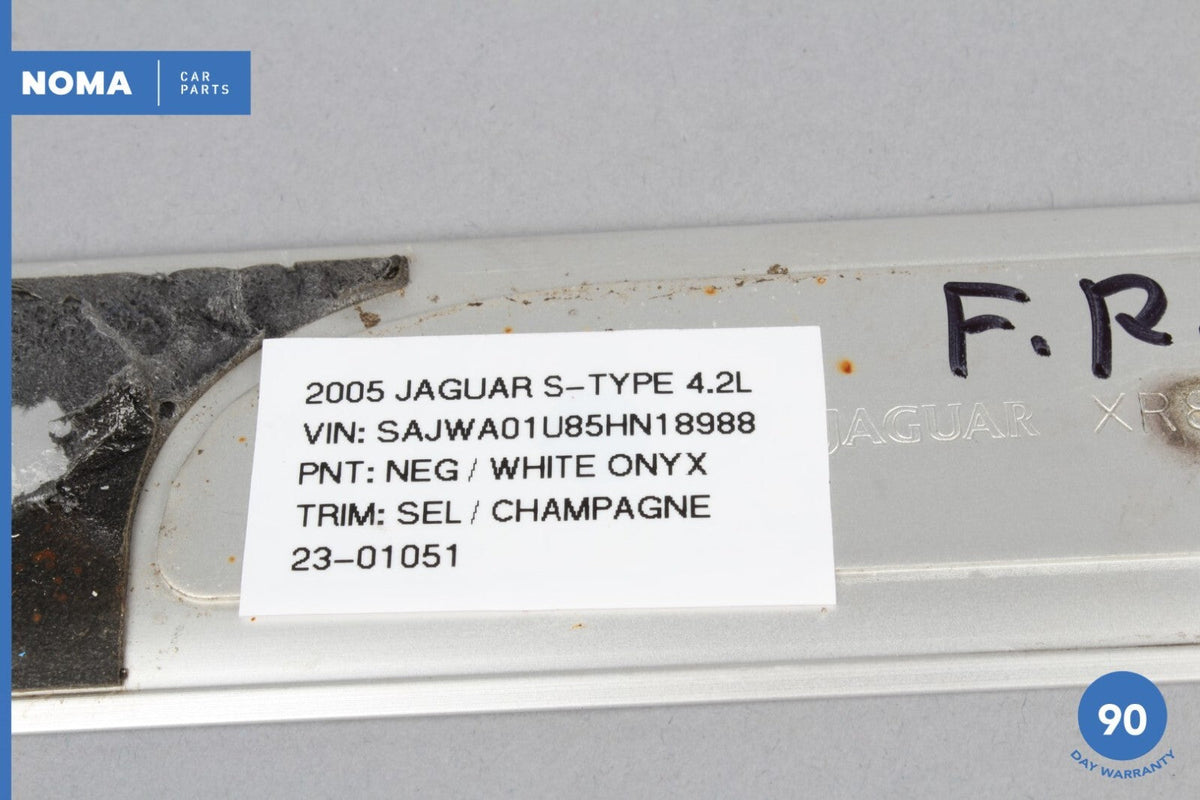 NOMA
CAR
PARTS
F.R.
2005 JAGUAR S-TYPE 4.2L
VIN: SAJWA01U85HN18988
PNT: NEG / WHITE ONYX
TRIM: SEL / CHAMPAGNE
23-01051
JAGUAR XR8
90
DAY WARRANTY